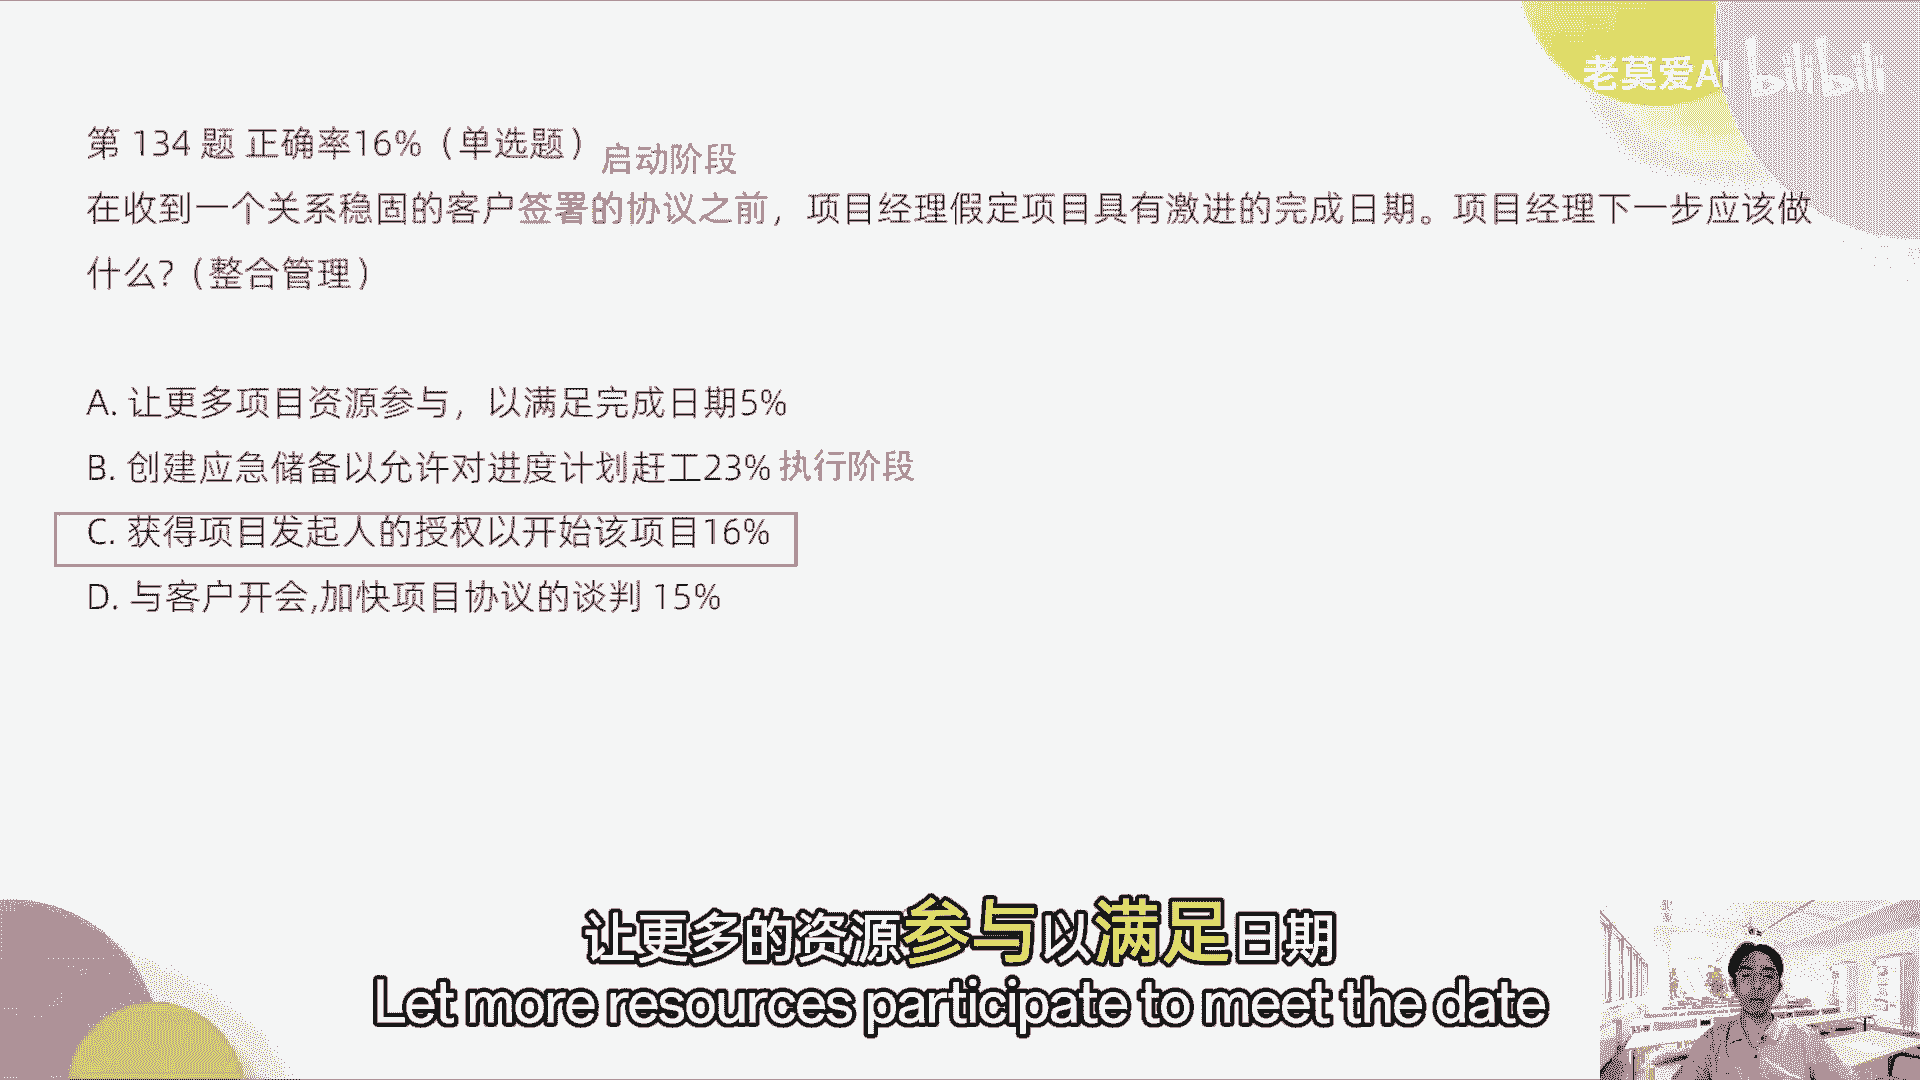 老莫爱AI bilibili
第 134 题 正确率16%（单选题）
启动阶段
在收到一个关系稳固的客户签署的协议之前，项目经理假定项目具有激进的完成日期。项目经理下一步应该做
什么?（整合管理）
A. 让更多项目资源参与，以满足完成日期5%
B. 创建应急储备以允许对进度计划赶工23% 执行阶段
C. 获得项目发起人的授权以开始该项目16%
D. 与客户开会,加快项目协议的谈判 15%
让更多的资源参与以满足日期
Let more resources participate to meet the date